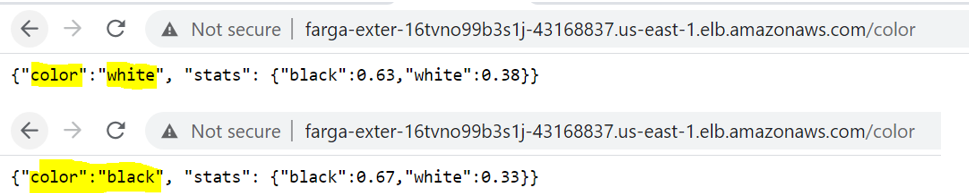 Not secure | farga-exter-16tvno99b3s1j-43168837.us-east-1.elb.amazonaws.com/color
{"color":"white", "stats": {"black":0.63,"white":0.38}}
Not secure | farga-exter-16tvno99b3s1j-43168837.us-east-1.elb.amazonaws.com/color
{"color":"black", "stats": {"black":0.67,"white":0.33}}